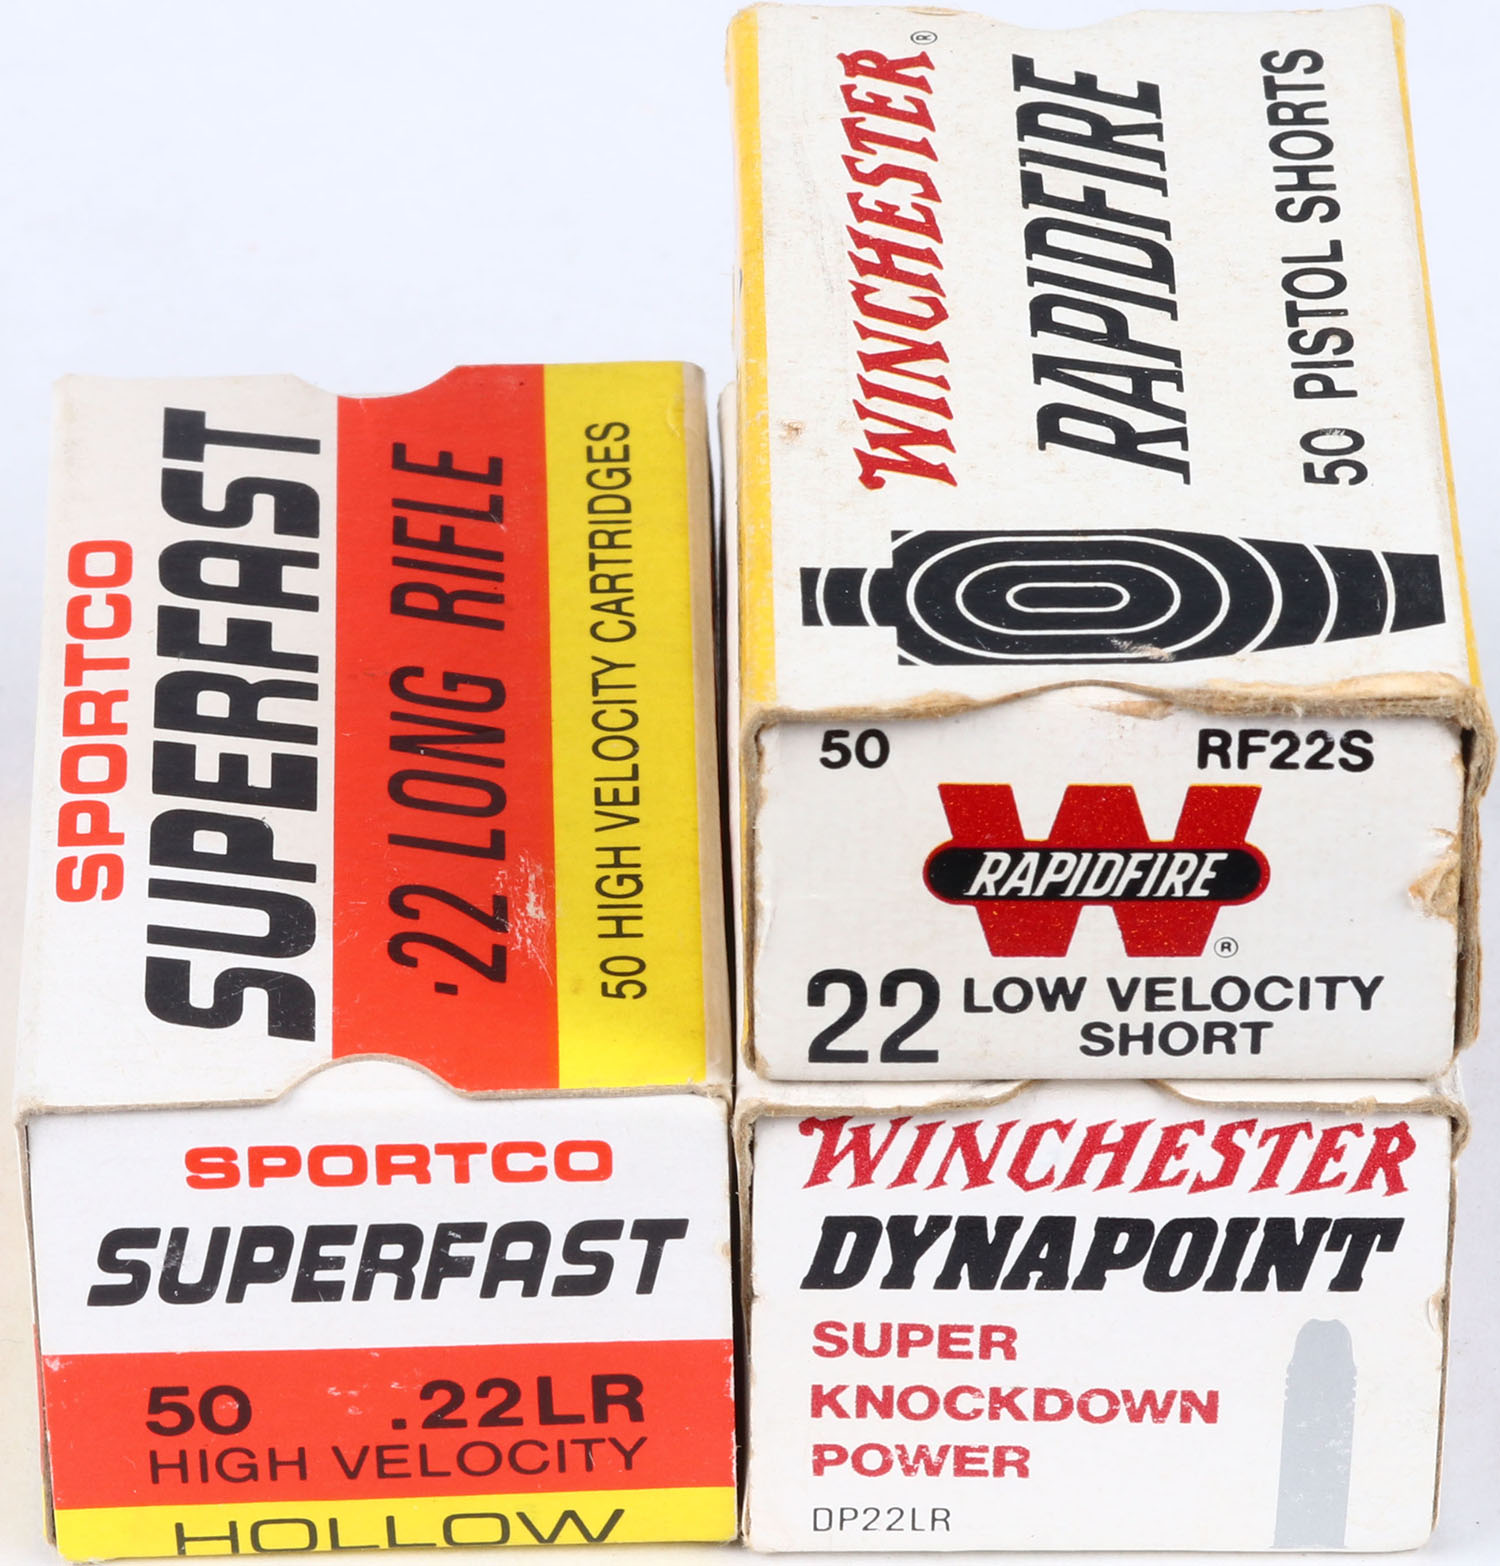 SPORTCO
SUPERFAST
.22 LONG RIFLE
50 HIGH VELOCITY CARTRIDGES
SPORTCO
SUPERFAST
50 .22LR
HIGH VELOCITY
HOLLOW
WINCHESTER®
RAPIDFIRE
50 PISTOL SHORTS
50 RF22S
W
RAPIDFIRE
®
22 LOW VELOCITY
SHORT
WINCHESTER
DYNAPOINT
SUPER
KNOCKDOWN
POWER
DP22LR